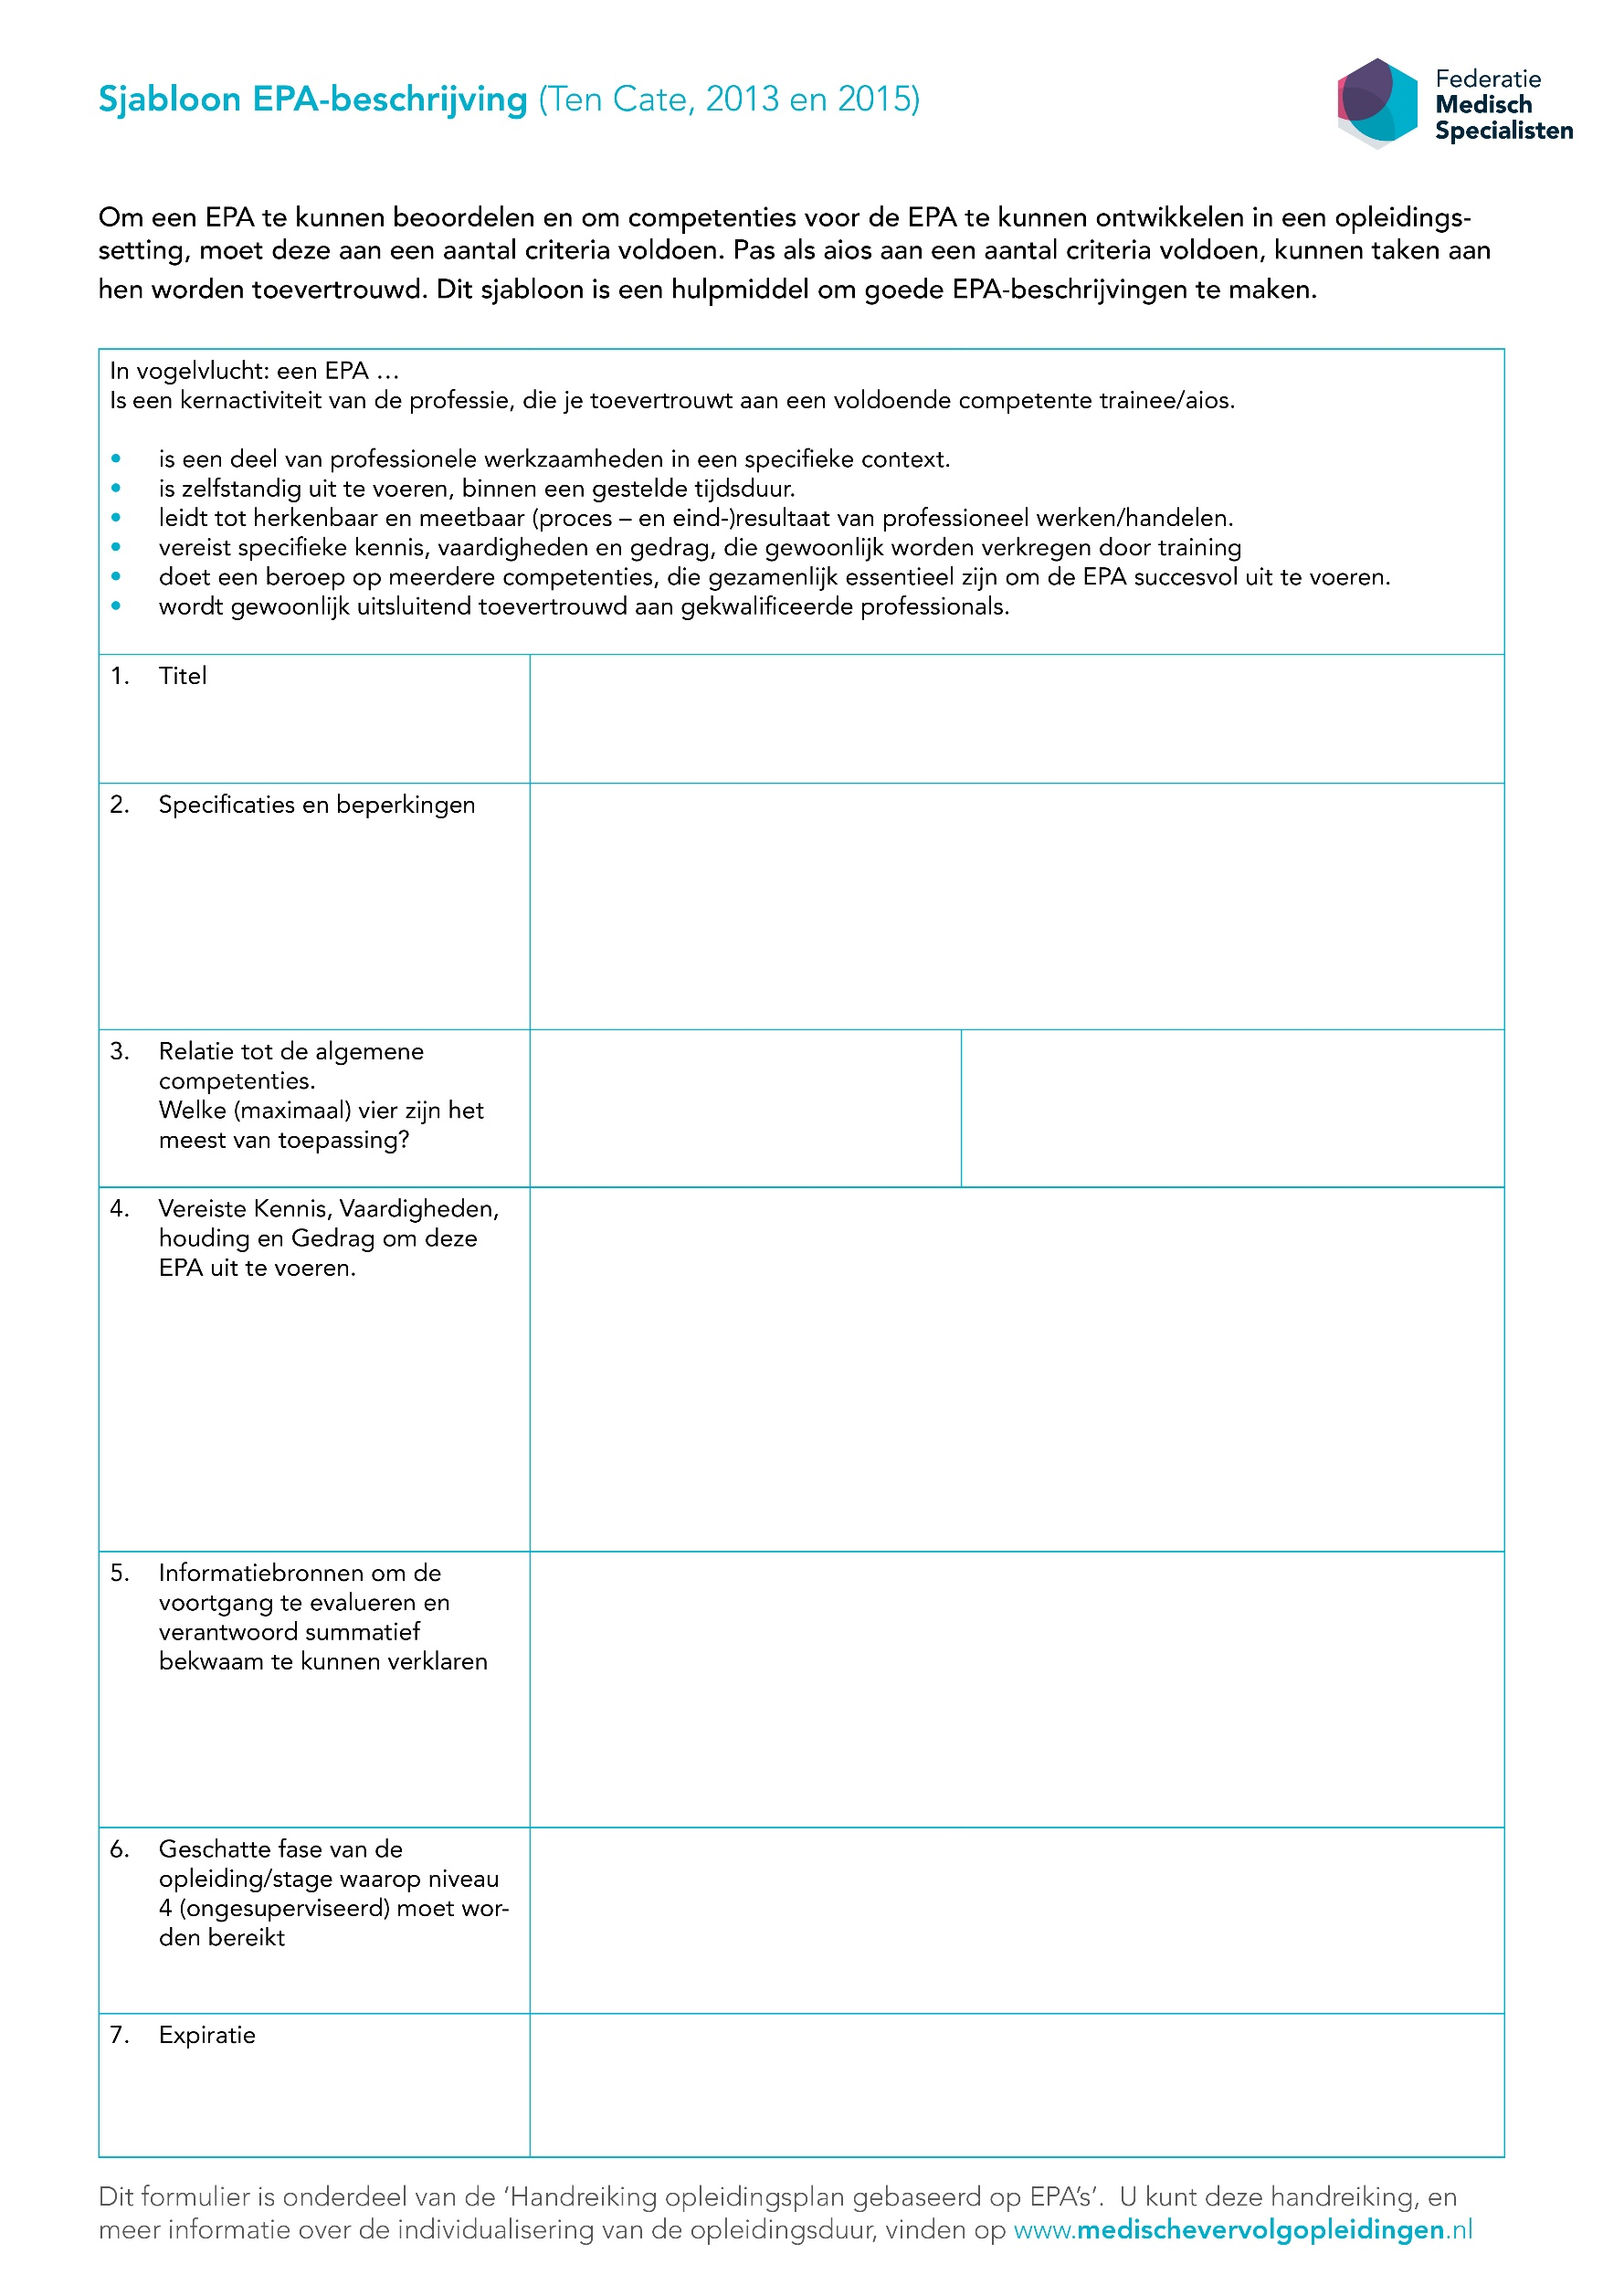 Sjabloon EPA-beschrijving (Ten Cate, 2013 en 2015)
Federatie
Medisch
Specialisten
Om een EPA te kunnen beoordelen en om competenties voor de EPA te kunnen ontwikkelen in een opleidings-
setting, moet deze aan een aantal criteria voldoen. Pas als aios aan een aantal criteria voldoen, kunnen taken aan
hen worden toevertrouwd. Dit sjabloon is een hulpmiddel om goede EPA-beschrijvingen te maken.
In vogelvlucht: een EPA …
Is een kernactiviteit van de professie, die je toevertrouwt aan een voldoende competente trainee/aios.
• is een deel van professionele werkzaamheden in een specifieke context.
• is zelfstandig uit te voeren, binnen een gestelde tijdsduur.
• leidt tot herkenbaar en meetbaar (proces – en eind-)resultaat van professioneel werken/handelen.
• vereist specifieke kennis, vaardigheden en gedrag, die gewoonlijk worden verkregen door training
• doet een beroep op meerdere competenties, die gezamenlijk essentieel zijn om de EPA succesvol uit te voeren.
• wordt gewoonlijk uitsluitend toevertrouwd aan gekwalificeerde professionals.
1. Titel
2. Specificaties en beperkingen
3. Relatie tot de algemene
competenties.
Welke (maximaal) vier zijn het
meest van toepassing?
4. Vereiste Kennis, Vaardigheden,
houding en Gedrag om deze
EPA uit te voeren.
5. Informatiebronnen om de
voortgang te evalueren en
verantwoord summatief
bekwaam te kunnen verklaren
6. Geschatte fase van de
opleiding/stage waarop niveau
4 (ongesuperviseerd) moet wor-
den bereikt
7. Expiratie
Dit formulier is onderdeel van de ‘Handreiking opleidingsplan gebaseerd op EPA’s’. U kunt deze handreiking, en
meer informatie over de individualisering van de opleidingsduur, vinden op www.medischevervolgopleidingen.nl